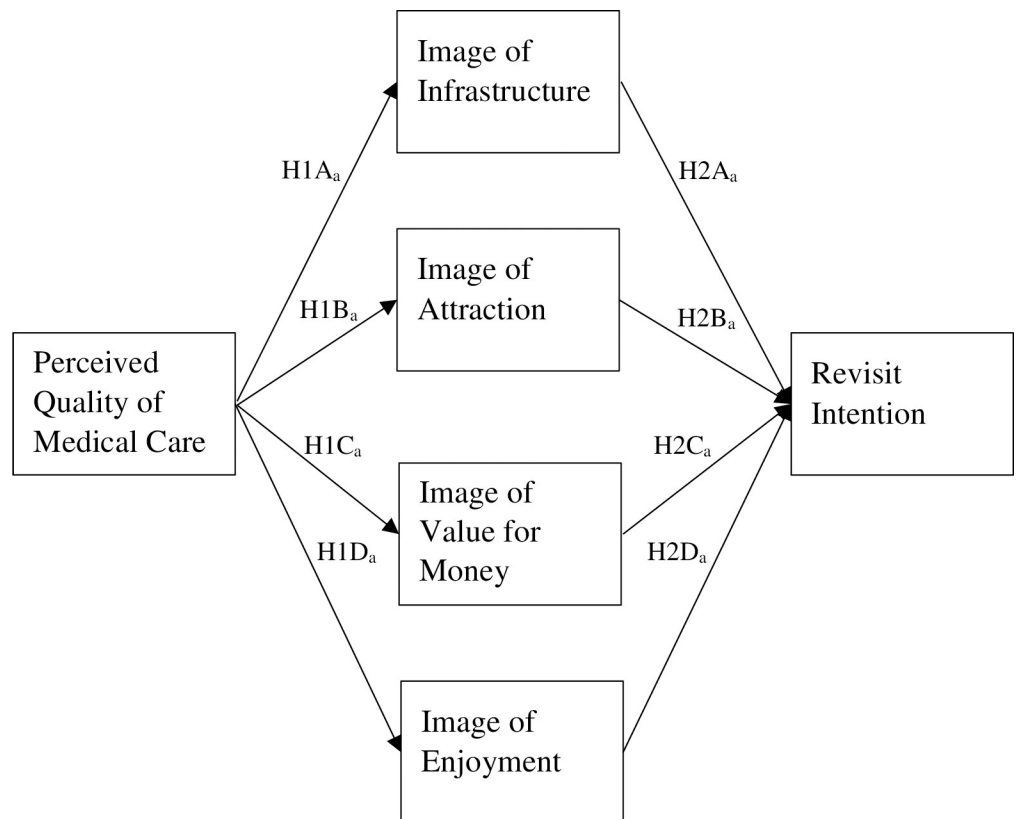 Image of
Infrastructure
H1Aₐ
H2Aₐ
Image of
Attraction
H1Bₐ
H2Bₐ
Perceived
Quality of
Medical Care
Revisit
Intention
H1Cₐ
H2Cₐ
Image of
Value for
Money
H1Dₐ
H2Dₐ
Image of
Enjoyment